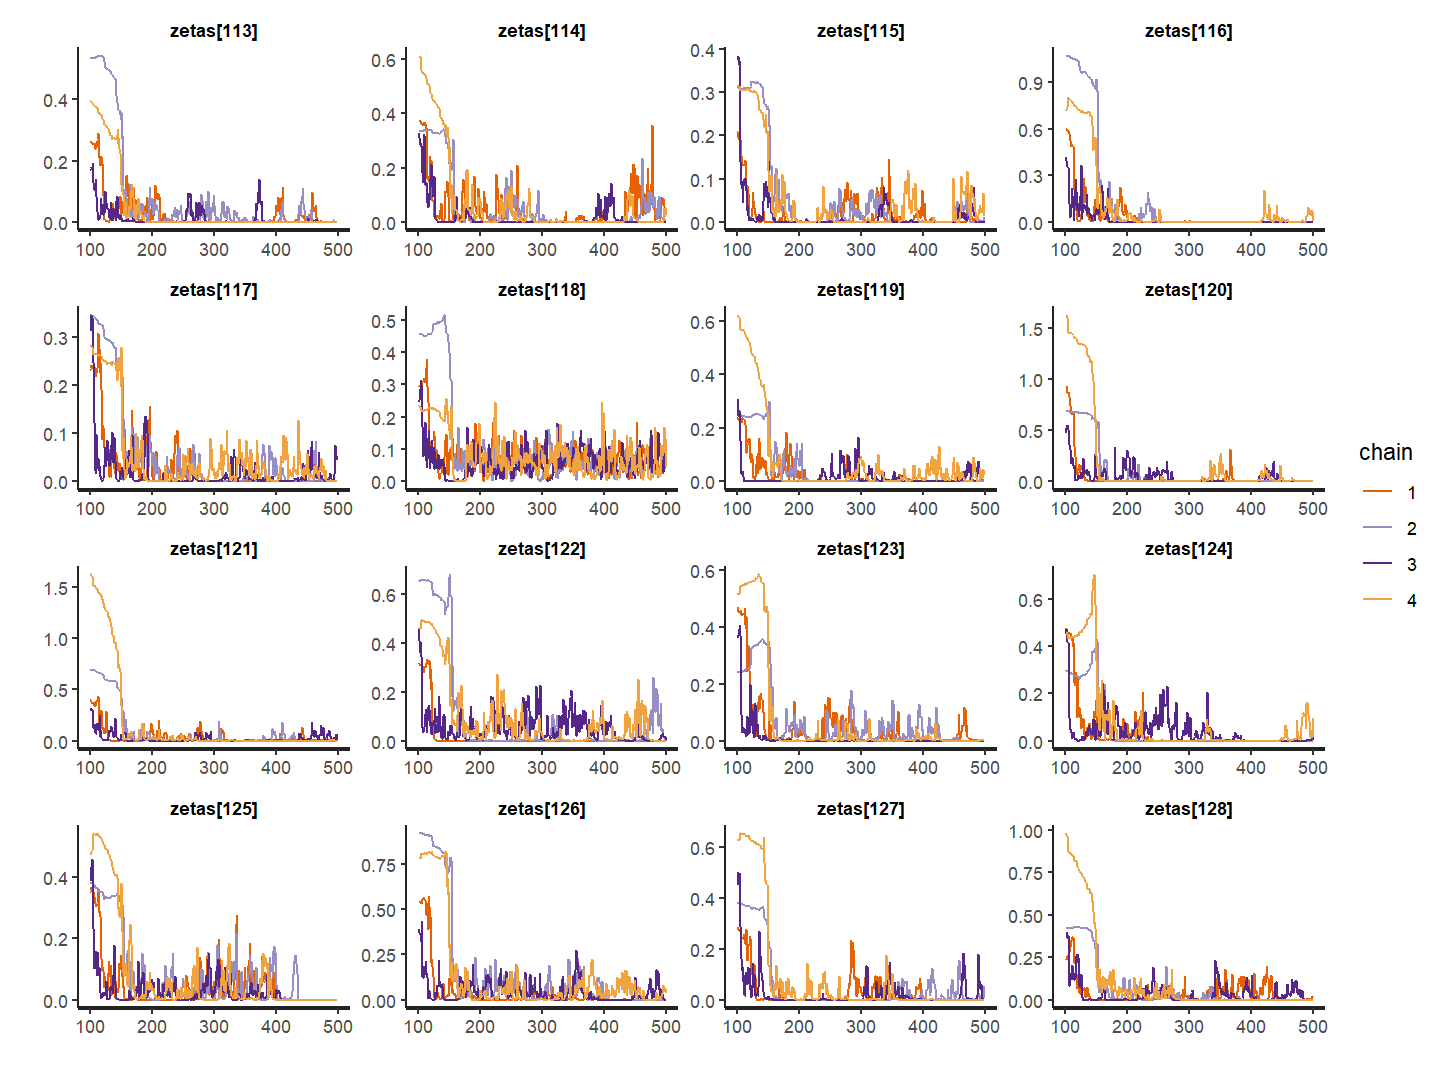 zetas[113] zetas[114] zetas[115] zetas[116]
0.4 0.2 0.0
0.6 0.4 0.2 0.0
0.4 0.3 0.2 0.1 0.0
0.9 0.6 0.3 0.0
100 200 300 400 500 100 200 300 400 500 100 200 300 400 500 100 200 300 400 500
zetas[117] zetas[118] zetas[119] zetas[120]
0.3 0.2 0.1 0.0
0.5 0.4 0.3 0.2 0.1 0.0
0.6 0.4 0.2 0.0
1.5 1.0 0.5 0.0
100 200 300 400 500 100 200 300 400 500 100 200 300 400 500 100 200 300 400 500
zetas[121] zetas[122] zetas[123] zetas[124]
1.5 1.0 0.5 0.0
0.6 0.4 0.2 0.0
0.6 0.4 0.2 0.0
0.6 0.4 0.2 0.0
100 200 300 400 500 100 200 300 400 500 100 200 300 400 500 100 200 300 400 500
zetas[125] zetas[126] zetas[127] zetas[128]
0.4 0.2 0.0
0.75 0.50 0.25 0.00
0.6 0.4 0.2 0.0
1.00 0.75 0.50 0.25 0.00
100 200 300 400 500 100 200 300 400 500 100 200 300 400 500 100 200 300 400 500
chain
1
2
3
4